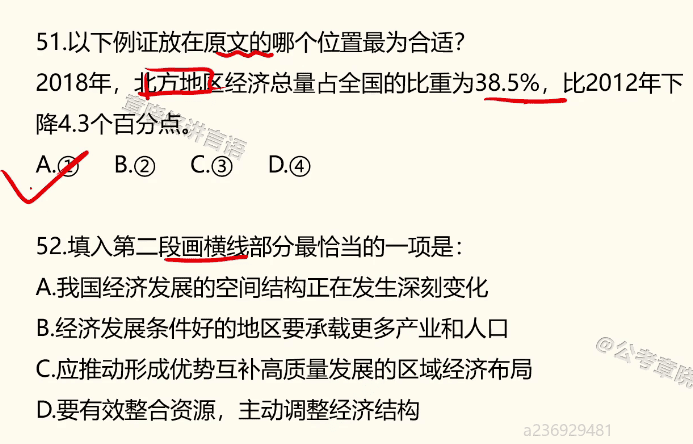 51.以下例证放在原文的哪个位置最为合适？
2018年，北方地区经济总量占全国的比重为38.5%，比2012年下
降4.3个百分点。
A.① B.② C.③ D.④
52.填入第二段画横线部分最恰当的一项是：
A.我国经济发展的空间结构正在发生深刻变化
B.经济发展条件好的地区要承载更多产业和人口
C.应推动形成优势互补高质量发展的区域经济布局
D.要有效整合资源，主动调整经济结构
@公考章晓
a236929481